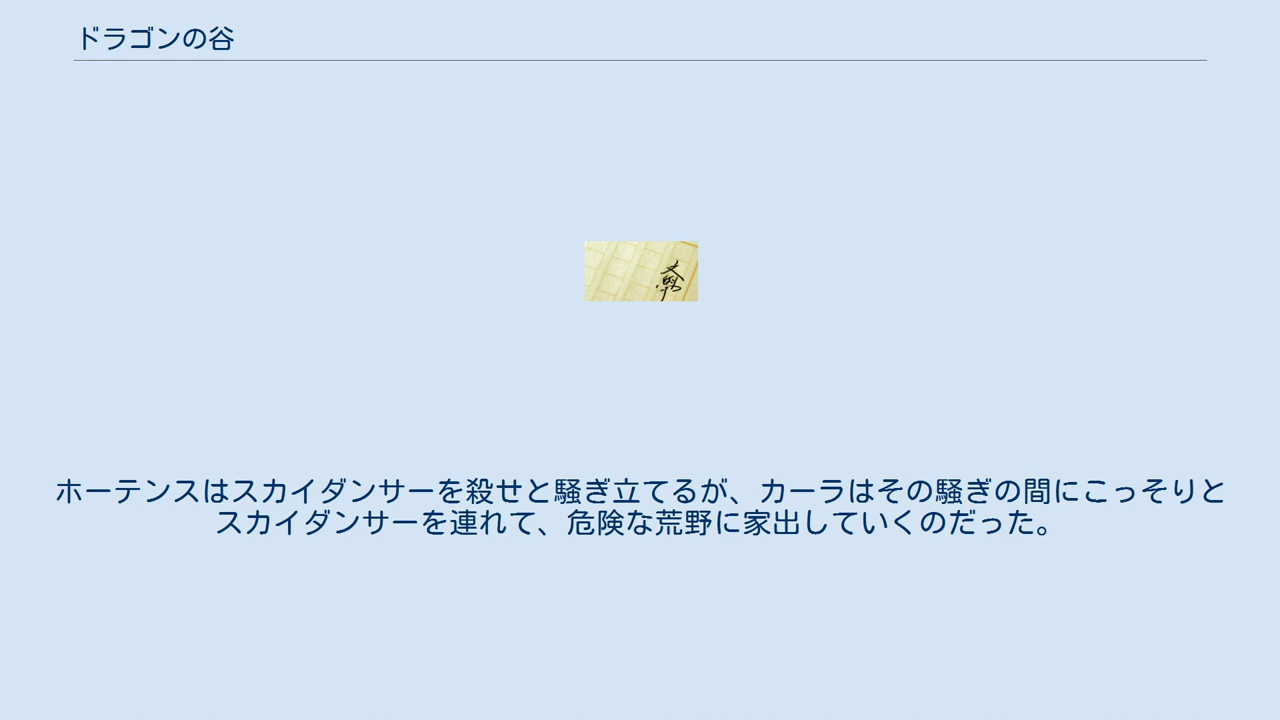 ドラゴンの谷
ホーテンスはスカイダンサーを殺せと騒ぎ立てるが、カーラはその騒ぎの間にこっそりと
スカイダンサーを連れて、危険な荒野に家出していくのだった。